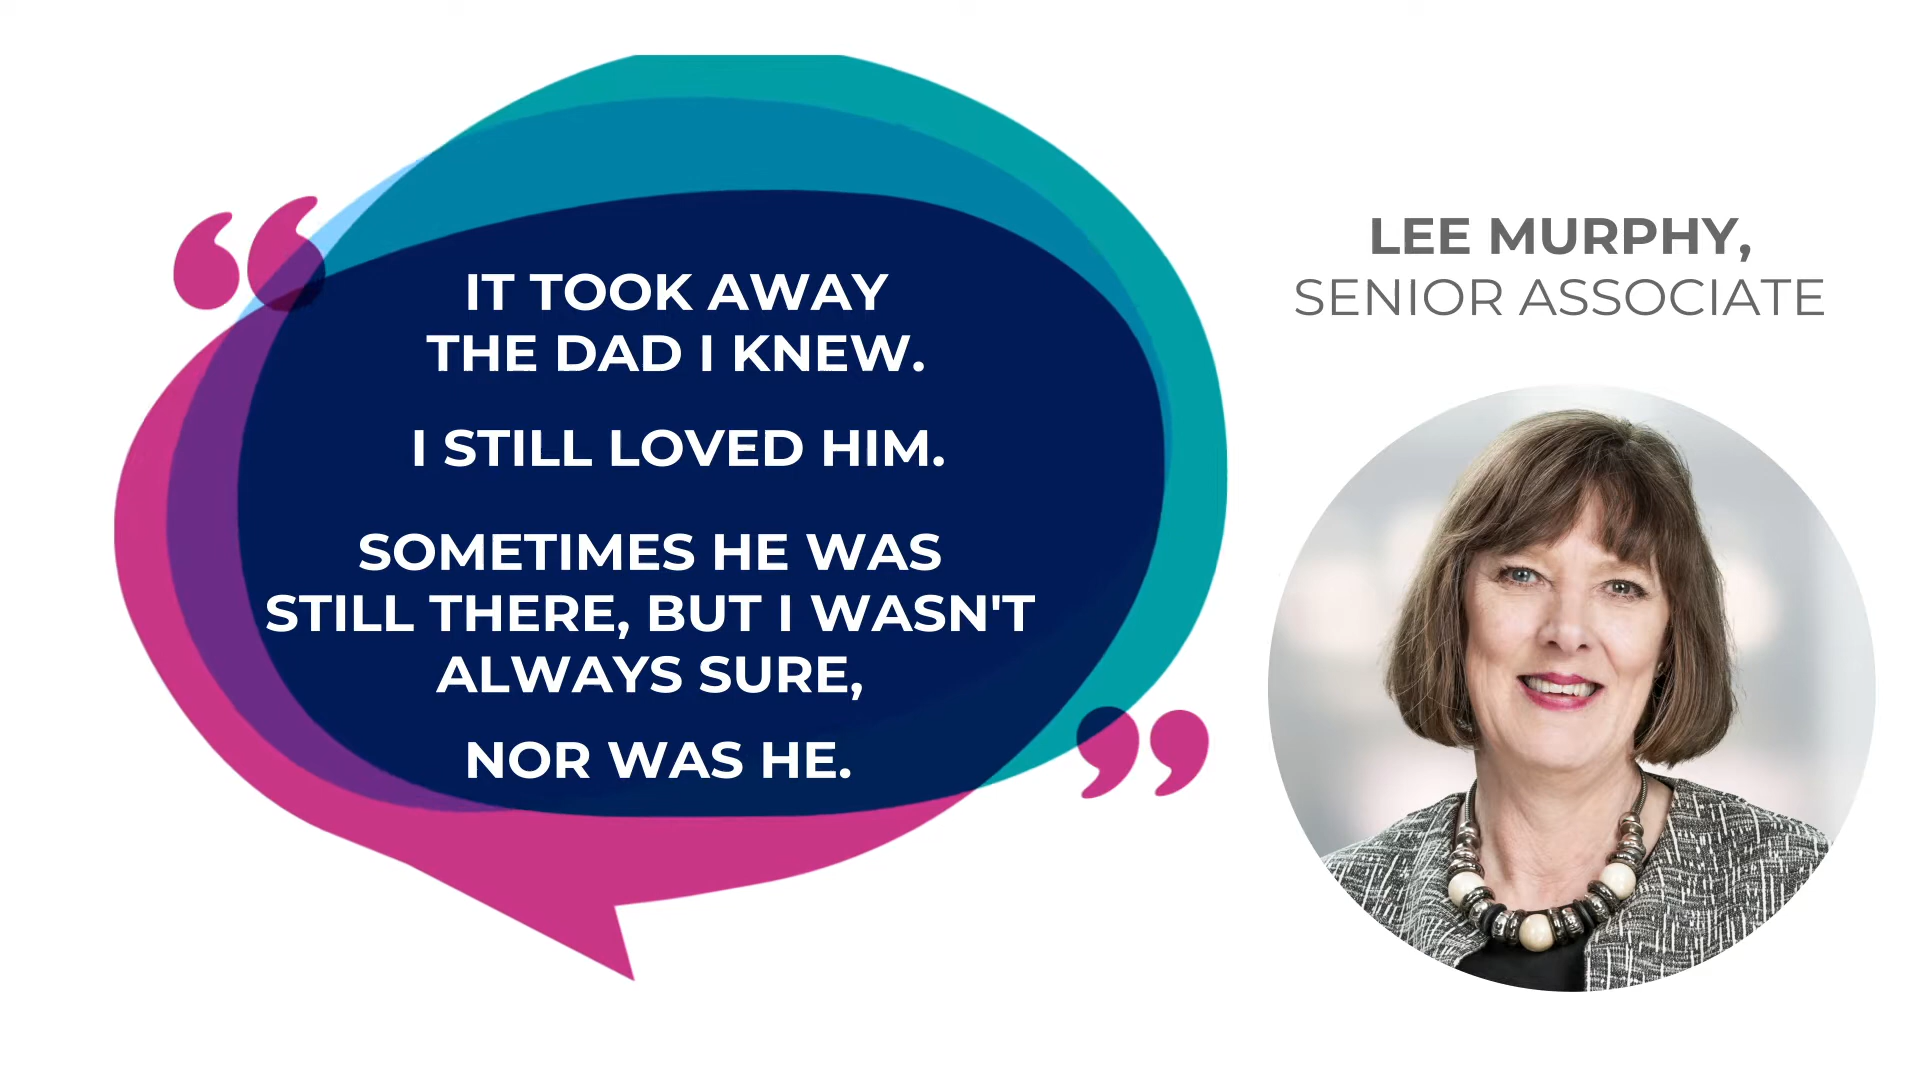 IT TOOK AWAY
THE DAD I KNEW.
I STILL LOVED HIM.
SOMETIMES HE WAS
STILL THERE, BUT I WASN'T
ALWAYS SURE,
NOR WAS HE.
LEE MURPHY,
SENIOR ASSOCIATE